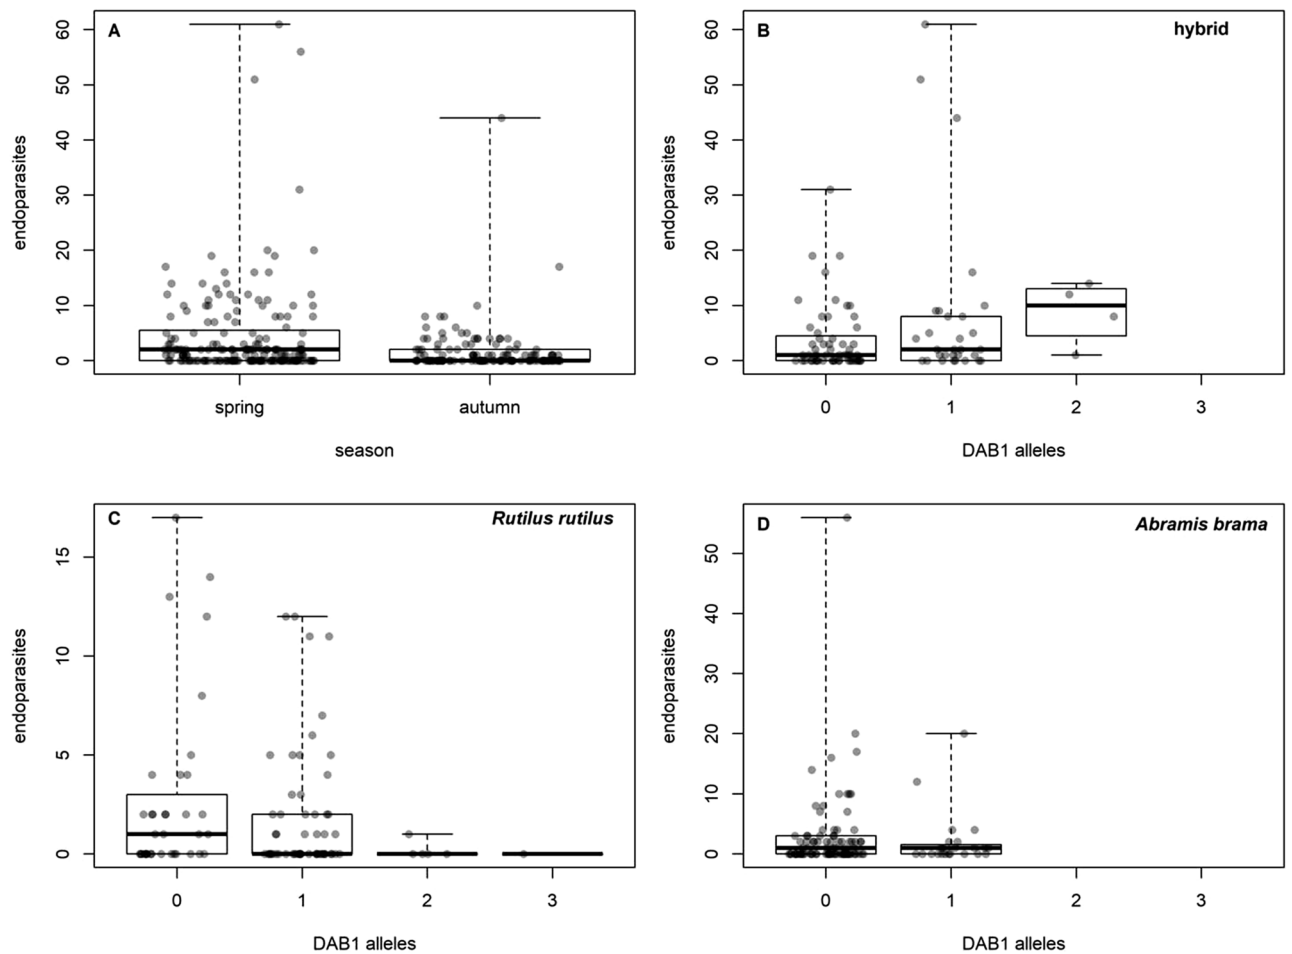 A
endoparasites
60
50
40
30
20
10
0
spring autumn
season
B
hybrid
endoparasites
60
50
40
30
20
10
0
0 1 2 3
DAB1 alleles
C
Rutilus rutilus
endoparasites
15
10
5
0
0 1 2 3
DAB1 alleles
D
Abramis brama
endoparasites
50
40
30
20
10
0
0 1 2 3
DAB1 alleles